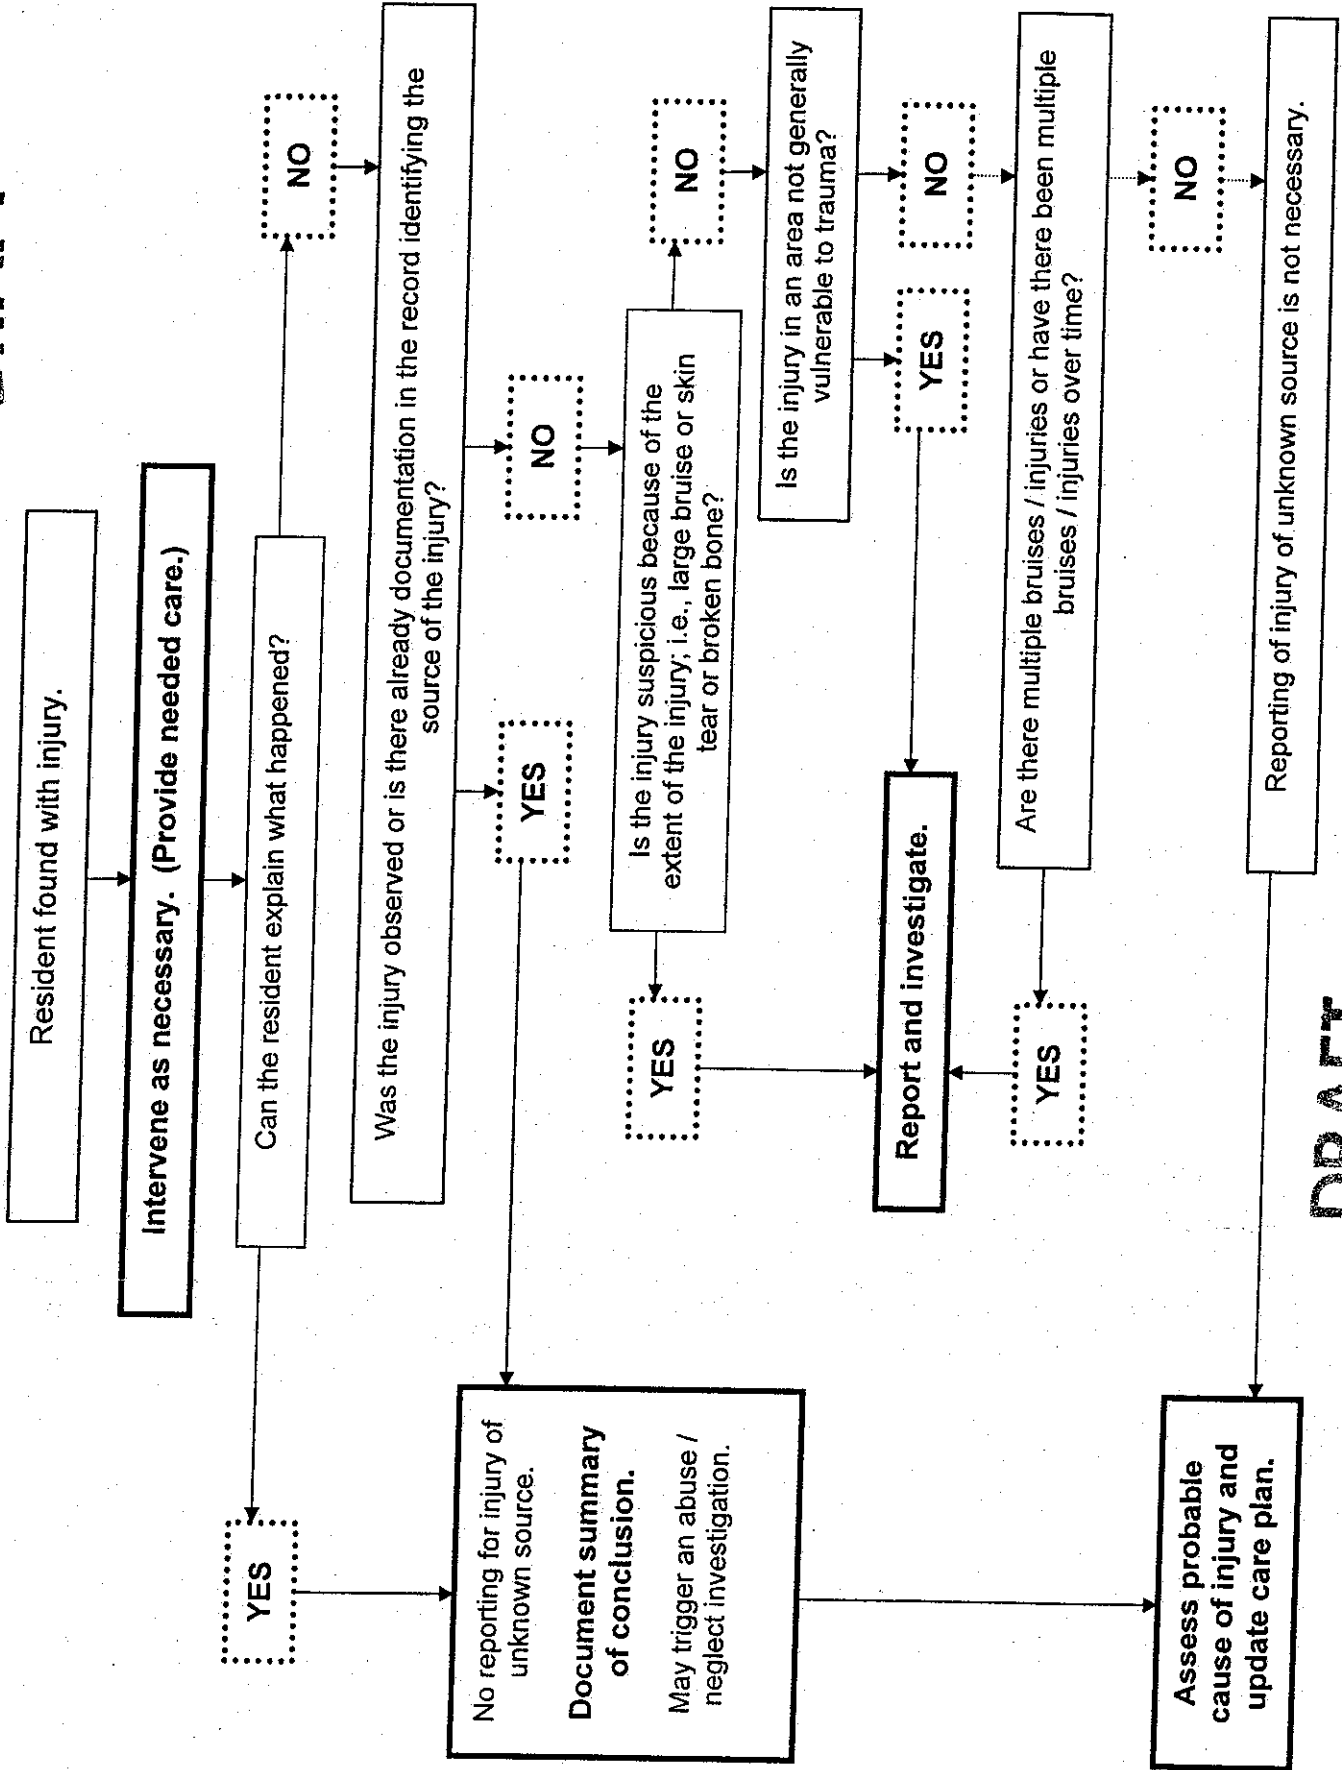 Resident found with injury.
Intervene as necessary. (Provide needed care.)
Can the resident explain what happened?
YES
NO
Was the injury observed or is there already documentation in the record identifying the
source of the injury?
YES
NO
No reporting for injury of
unknown source.
Document summary
of conclusion.
May trigger an abuse /
neglect investigation.
Is the injury suspicious because of the
extent of the injury; i.e., large bruise or skin
tear or broken bone?
YES
NO
Is the injury in an area not generally
vulnerable to trauma?
YES
NO
Report and investigate.
Are there multiple bruises / injuries or have there been multiple
bruises / injuries over time?
YES
NO
Reporting of injury of unknown source is not necessary.
Assess probable
cause of injury and
update care plan.
DRAFT